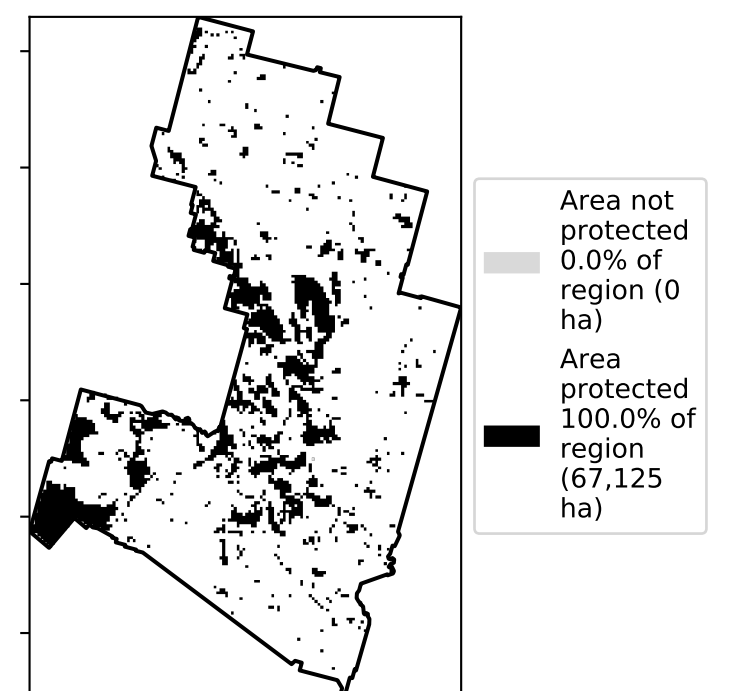 Area not
protected
0.0% of
region (0
ha)
Area
protected
100.0% of
region
(67,125
ha)